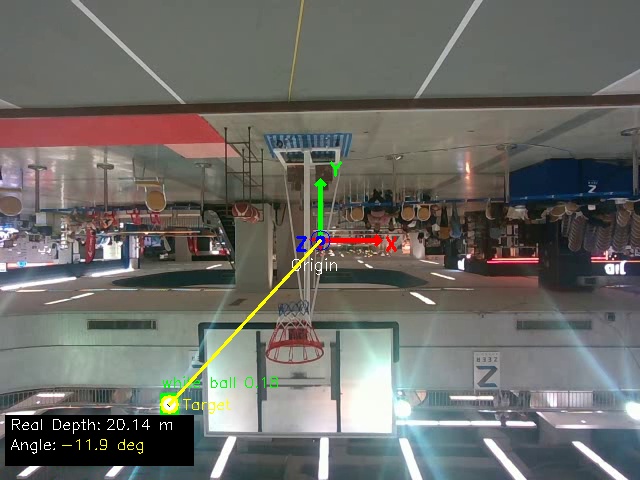 Y
Z
X
Origin
white ball 0.18
Target
Real Depth: 20.14 m
Angle: −11.9 deg